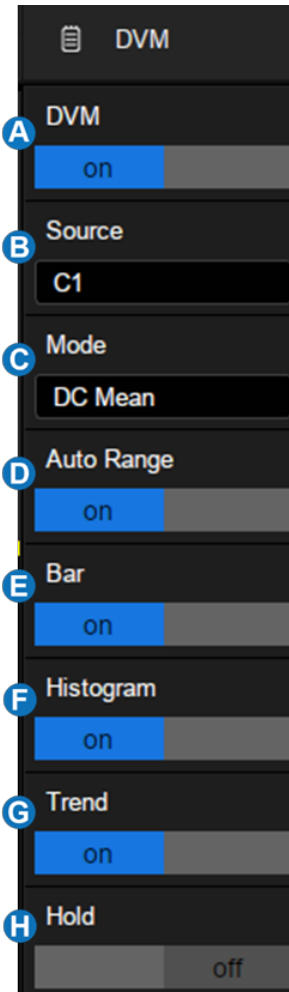 DVM
A DVM
on
B Source
C1
C Mode
DC Mean
D Auto Range
on
E Bar
on
F Histogram
on
G Trend
on
H Hold
off